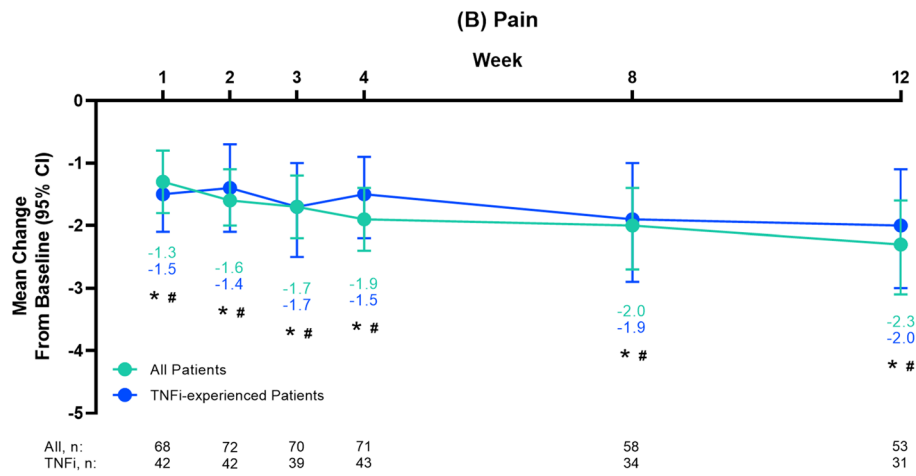 (B) Pain
Week
1 2 3 4 8 12
0
-1
-2
-3
-4
-5
Mean Change
From Baseline (95% CI)
-1.3 -1.6 -1.7 -1.9 -2.0 -2.3
-1.5 -1.4 -1.7 -1.5 -1.9 -2.0
* # * # * # * # * # * #
All Patients
TNFi-experienced Patients
All, n: 68 72 70 71 58 53
TNFi, n: 42 42 39 43 34 31